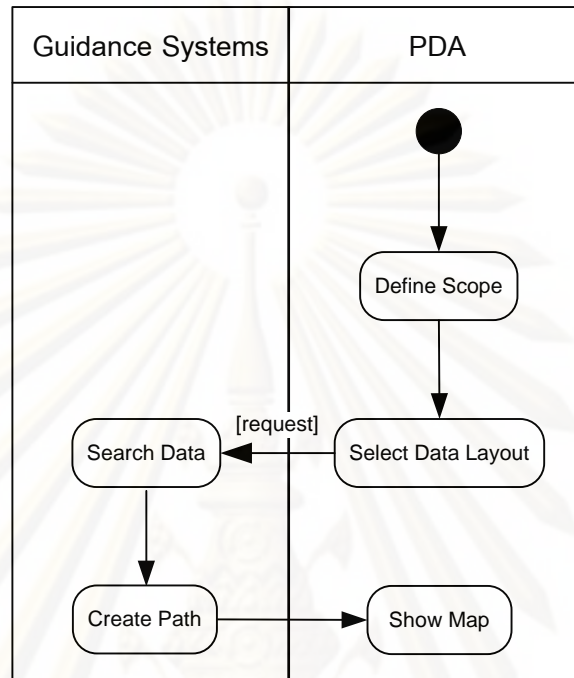 Guidance Systems
PDA
Define Scope
[request]
Search Data
Select Data Layout
Create Path
Show Map